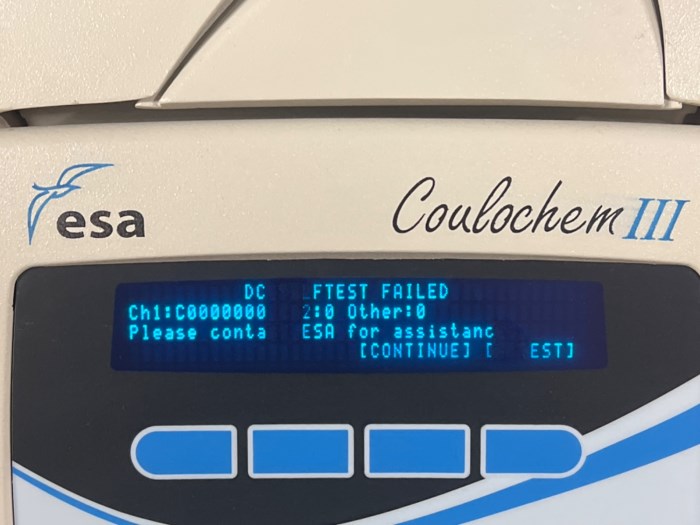 esa
Coulochem III
DC FTEST FAILED
Ch1:C0000000 2:0 Other:0
Please conta ESA for assistanc
[CONTINUE] [ EST]